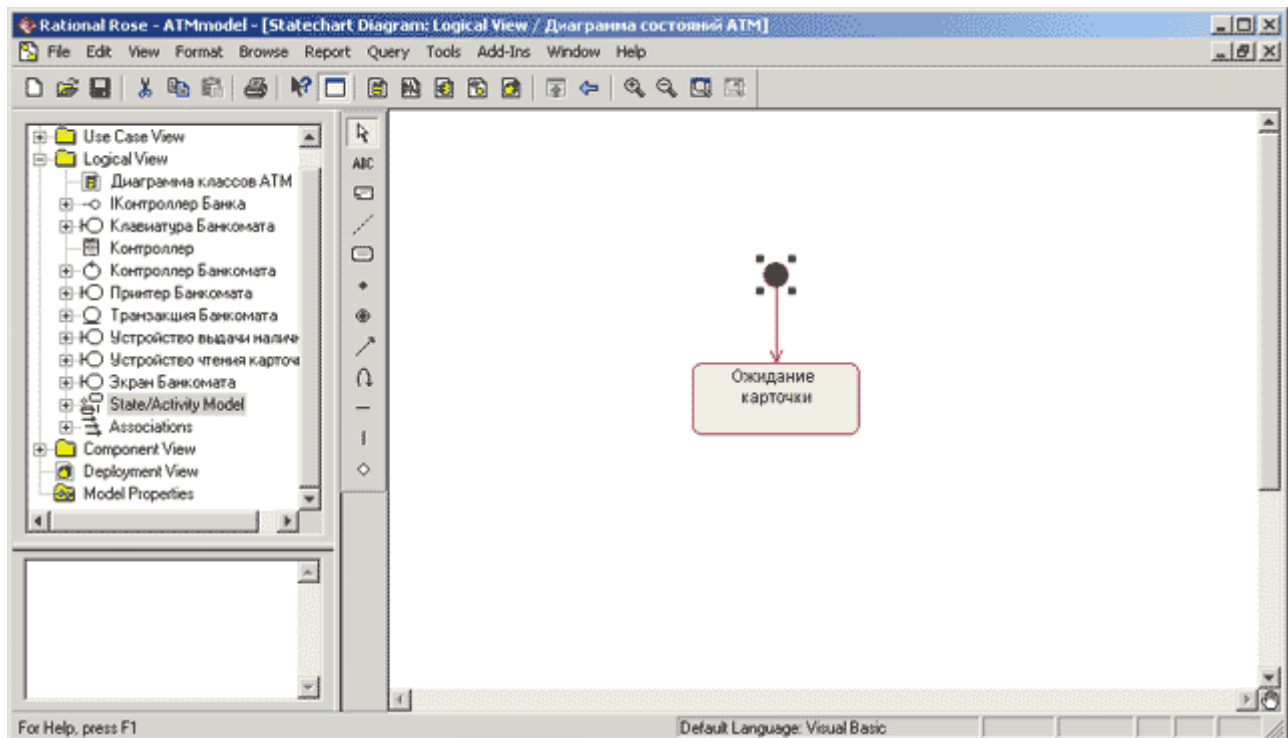 Rational Rose - ATMmodel - [Statechart Diagram: Logical View / Диаграмма состояний ATM]
File Edit View Format Browse Report Query Tools Add-Ins Window Help
Use Case View
Logical View
Диаграмма классов ATM
IКонтроллер Банка
Клавиатура Банкомата
Контроллер
Контроллер Банкомата
Принтер Банкомата
Транзакция Банкомата
Устройство выдачи налич
Устройство чтения карточ
Экран Банкомата
State/Activity Model
Associations
Component View
Deployment View
Model Properties
ABC
Ожидание
карточки
For Help, press F1
Default Language: Visual Basic